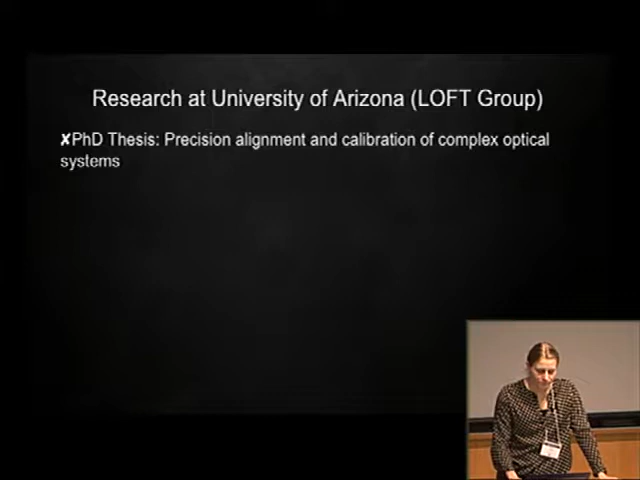 Research at University of Arizona (LOFT Group)
✘PhD Thesis: Precision alignment and calibration of complex optical
systems